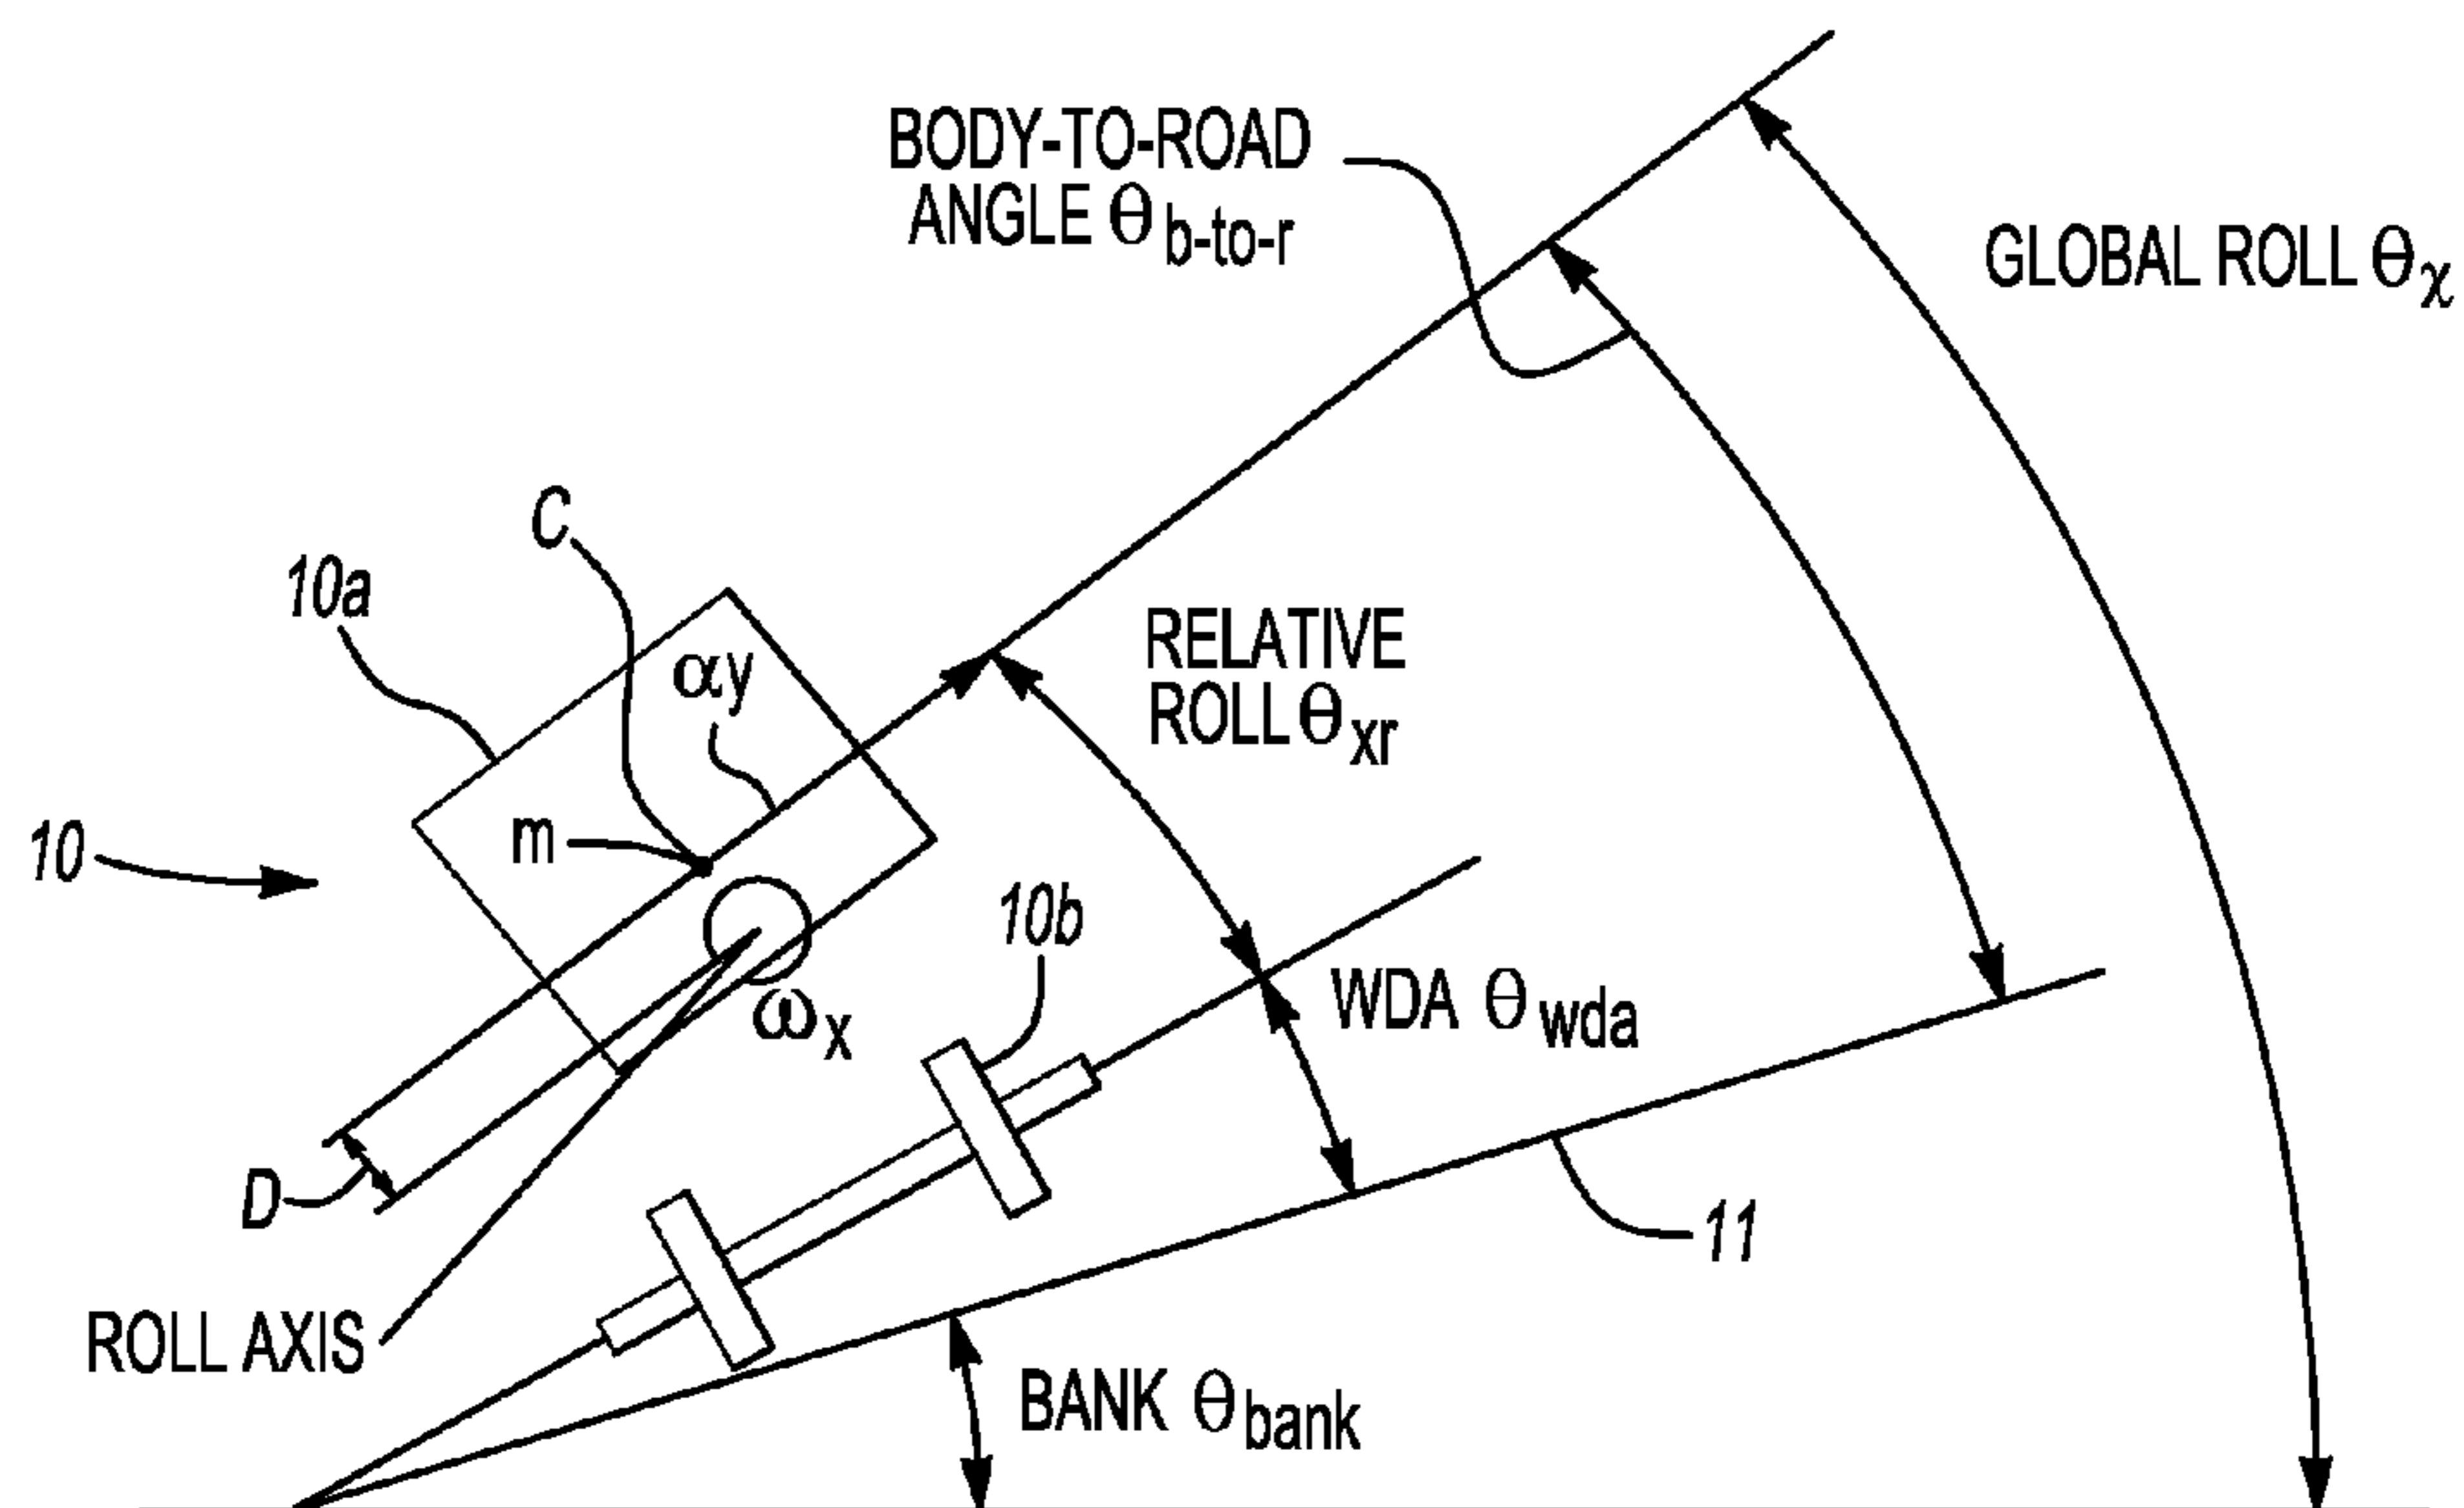 BODY-TO-ROAD
ANGLE θb-to-r
GLOBAL ROLL θx
C
10a
RELATIVE
ROLL θxr
αy
m
10
10b
WDA θwda
ωx
D
11
ROLL AXIS
BANK θbank